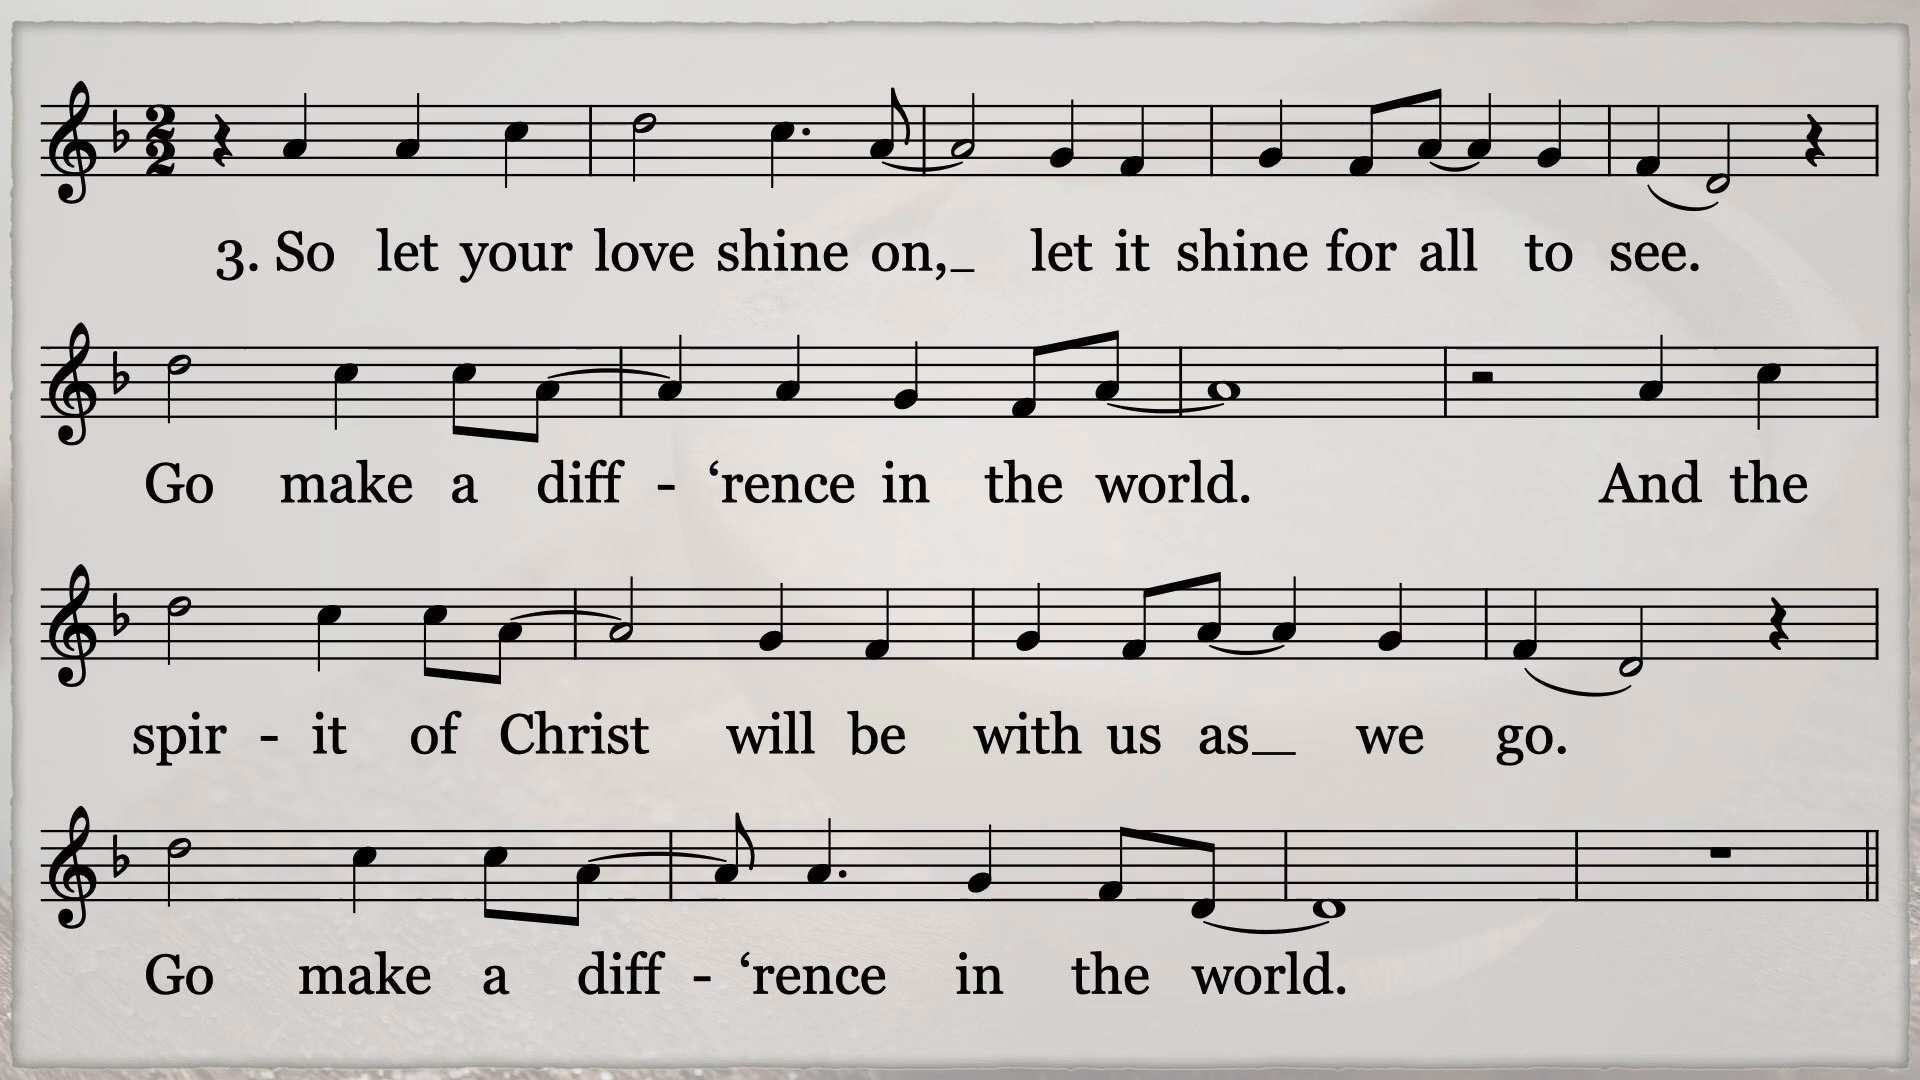 3. So let your love shine on,_ let it shine for all to see.
Go make a diff - ‘rence in the world. And the
spir - it of Christ will be with us as_ we go.
Go make a diff - ‘rence in the world.